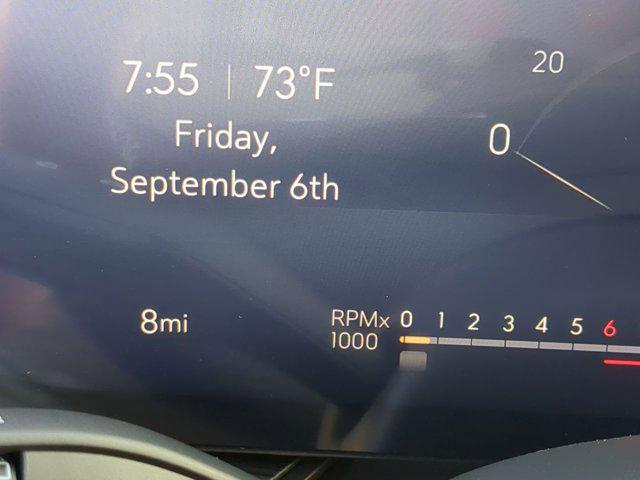 7:55 | 73°F
Friday,
September 6th
20
0
8mi
RPMx 0 1 2 3 4 5 6
1000